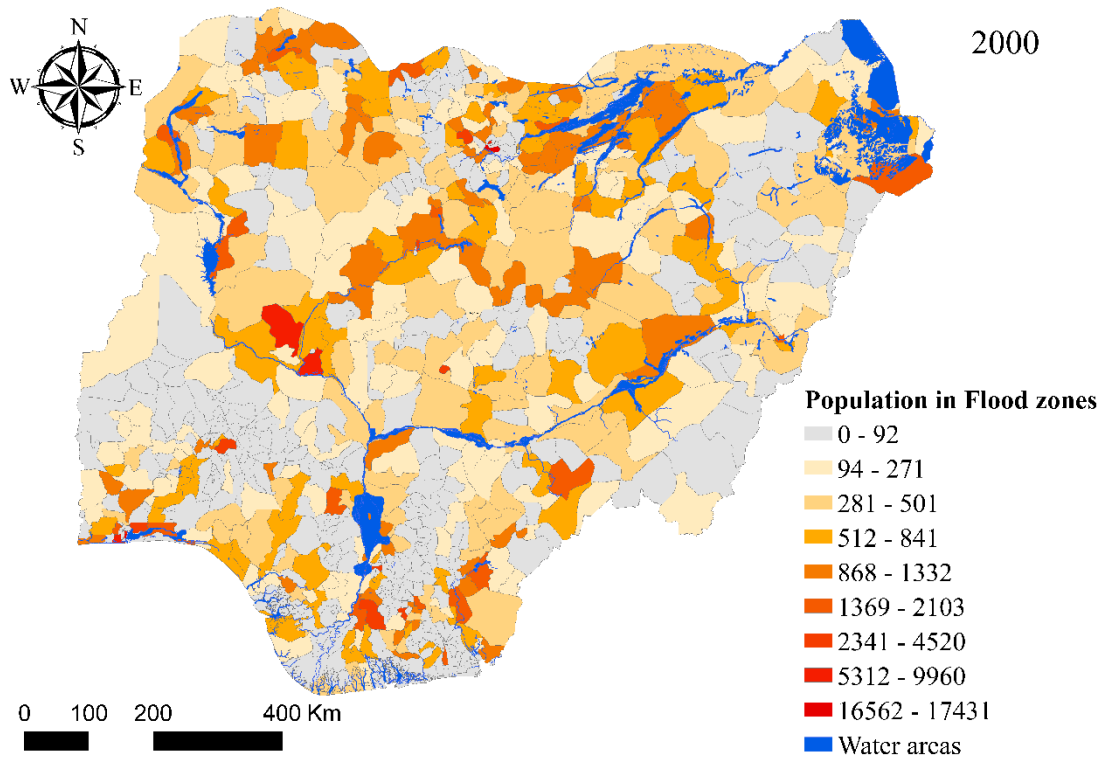 N
2000
W E
S
Population in Flood zones
0 - 92
94 - 271
281 - 501
512 - 841
868 - 1332
1369 - 2103
2341 - 4520
5312 - 9960
16562 - 17431
Water areas
0 100 200 400 Km